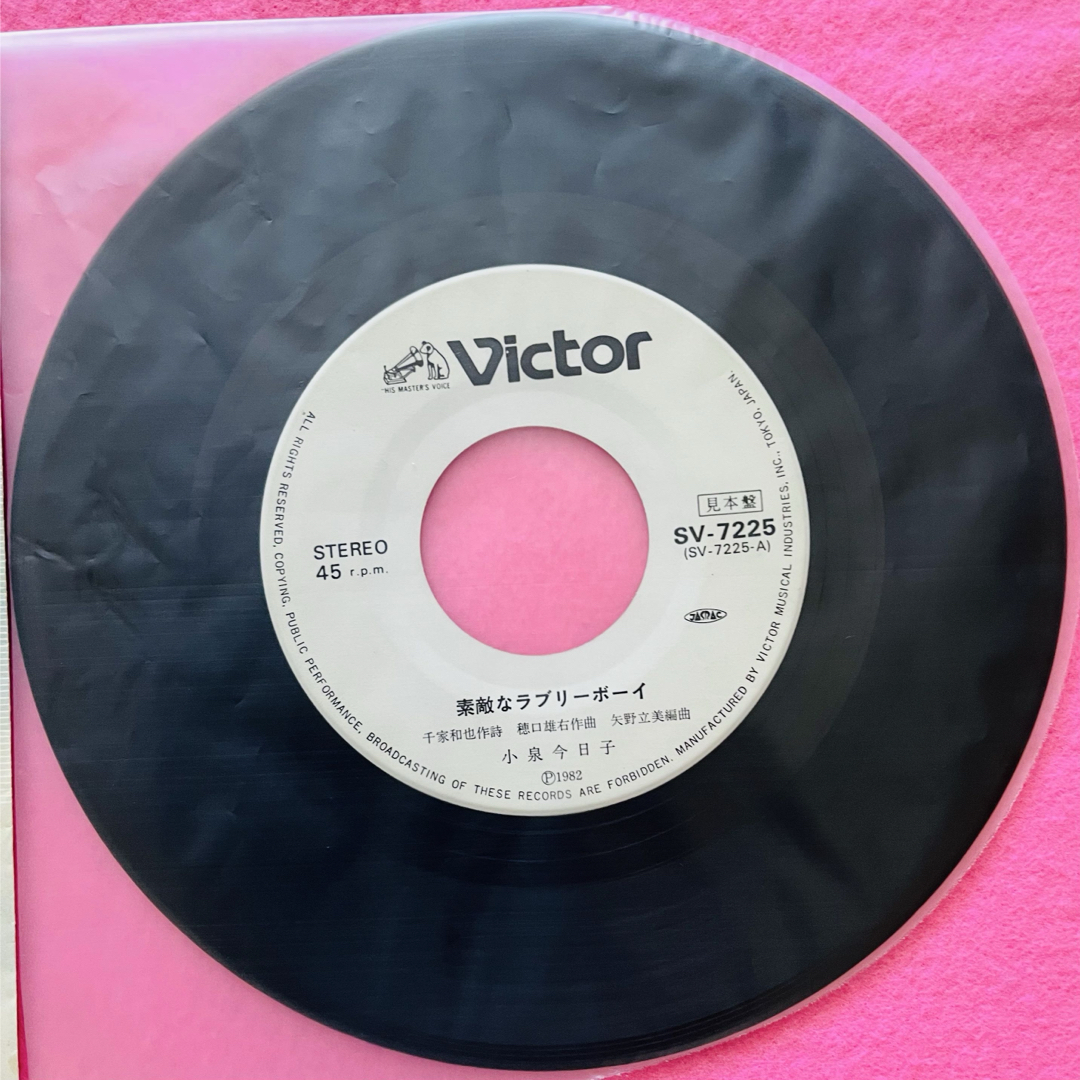 Victor
"HIS MASTER'S VOICE
見本盤
SV-7225
(SV-7225-A)
STEREO
45 r.p.m.
JAMAC
素敵なラブリーボーイ
千家和也作詩 穂口雄右作曲 矢野立美編曲
小泉今日子
Ⓟ1982
ALL RIGHTS RESERVED. COPYING, PUBLIC PERFORMANCE, BROADCASTING OF THESE RECORDS ARE FORBIDDEN. MANUFACTURED BY VICTOR MUSICAL INDUSTRIES, INC., TOKYO, JAPAN.